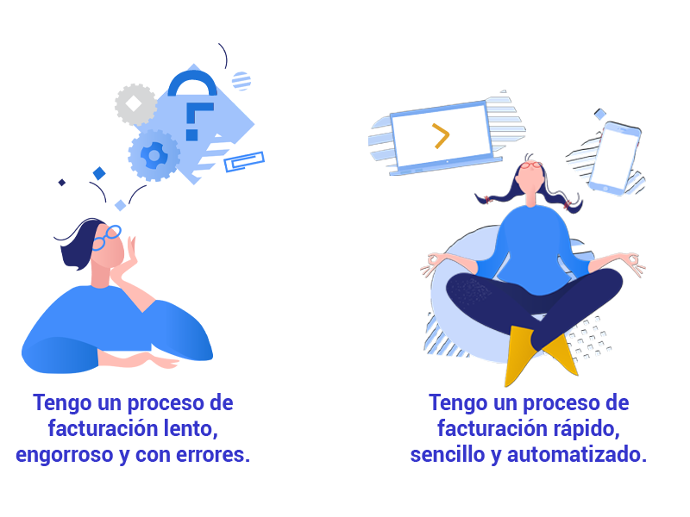 Tengo un proceso de
facturación lento,
engorroso y con errores.
Tengo un proceso de
facturación rápido,
sencillo y automatizado.